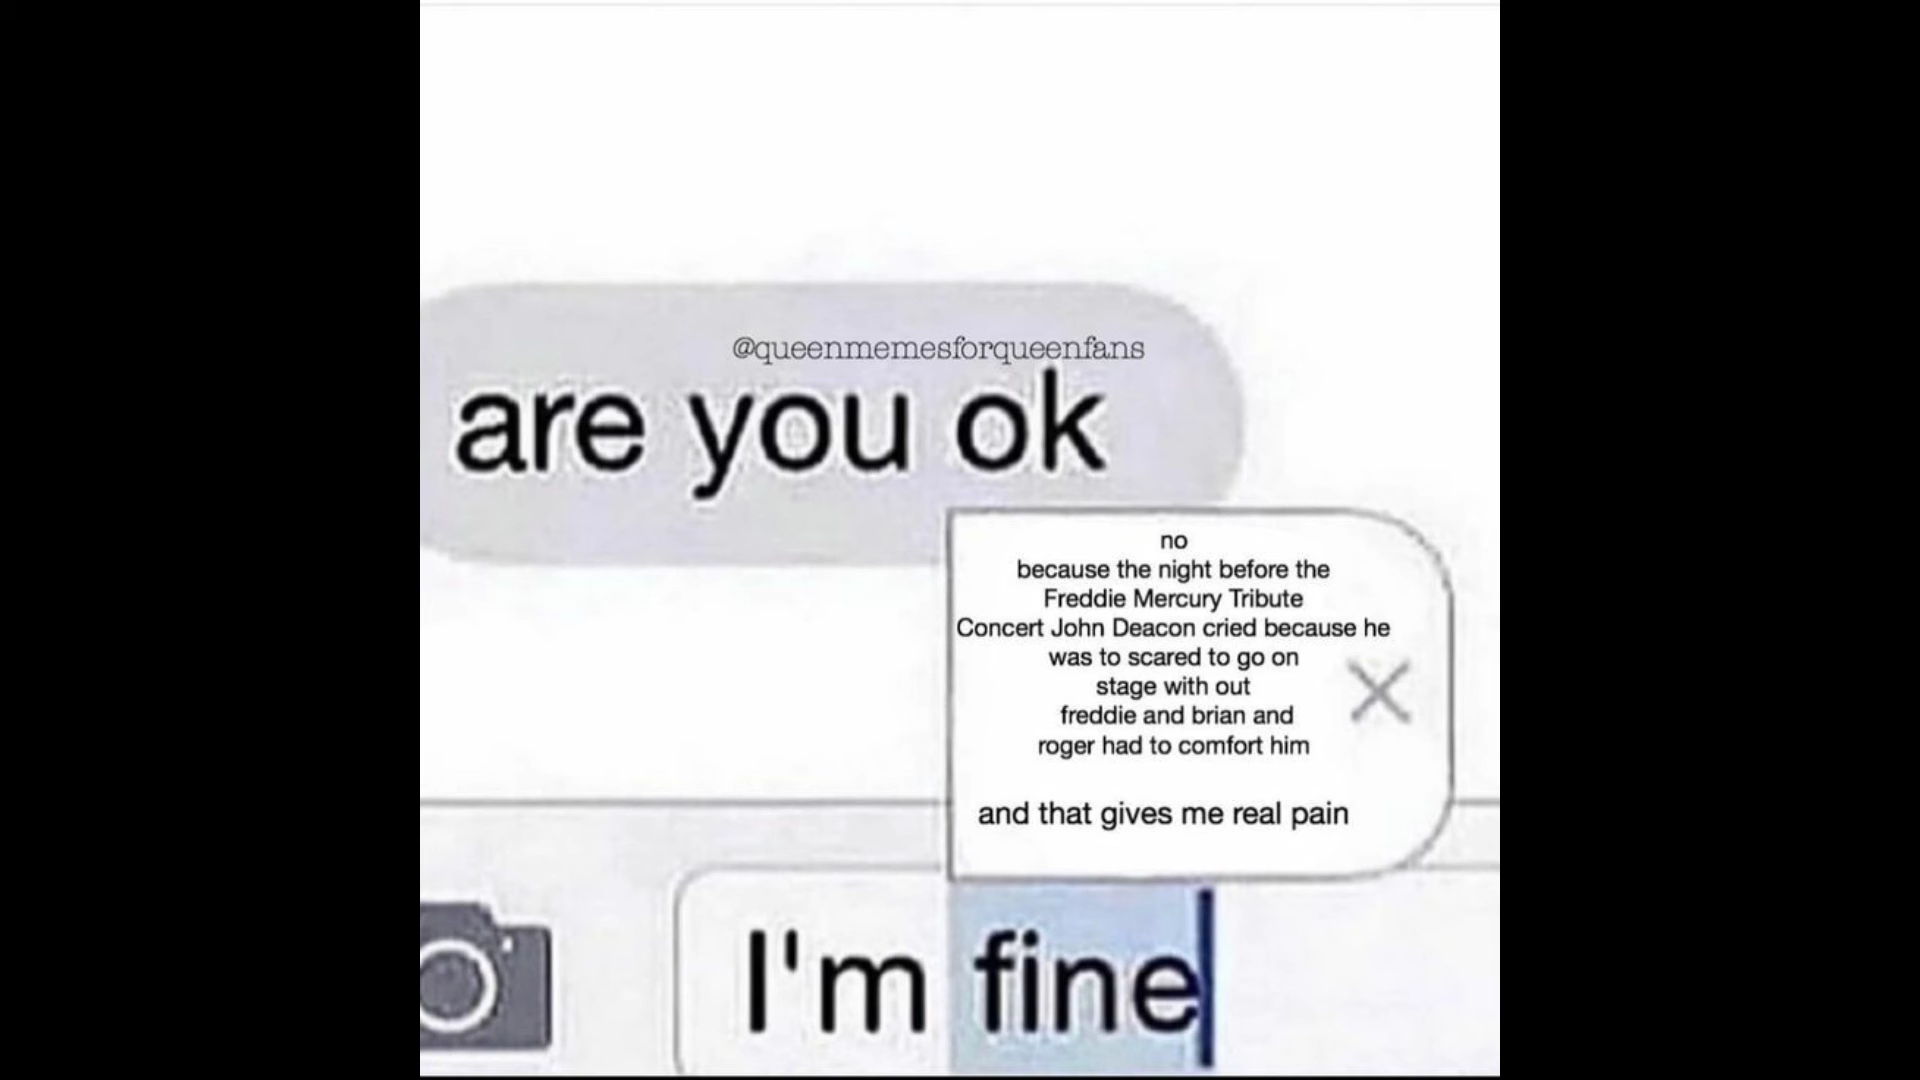 @queenmemesforqueenfans
are you ok
no
because the night before the
Freddie Mercury Tribute
Concert John Deacon cried because he
was to scared to go on
stage with out
freddie and brian and
roger had to comfort him
and that gives me real pain
I'm fine